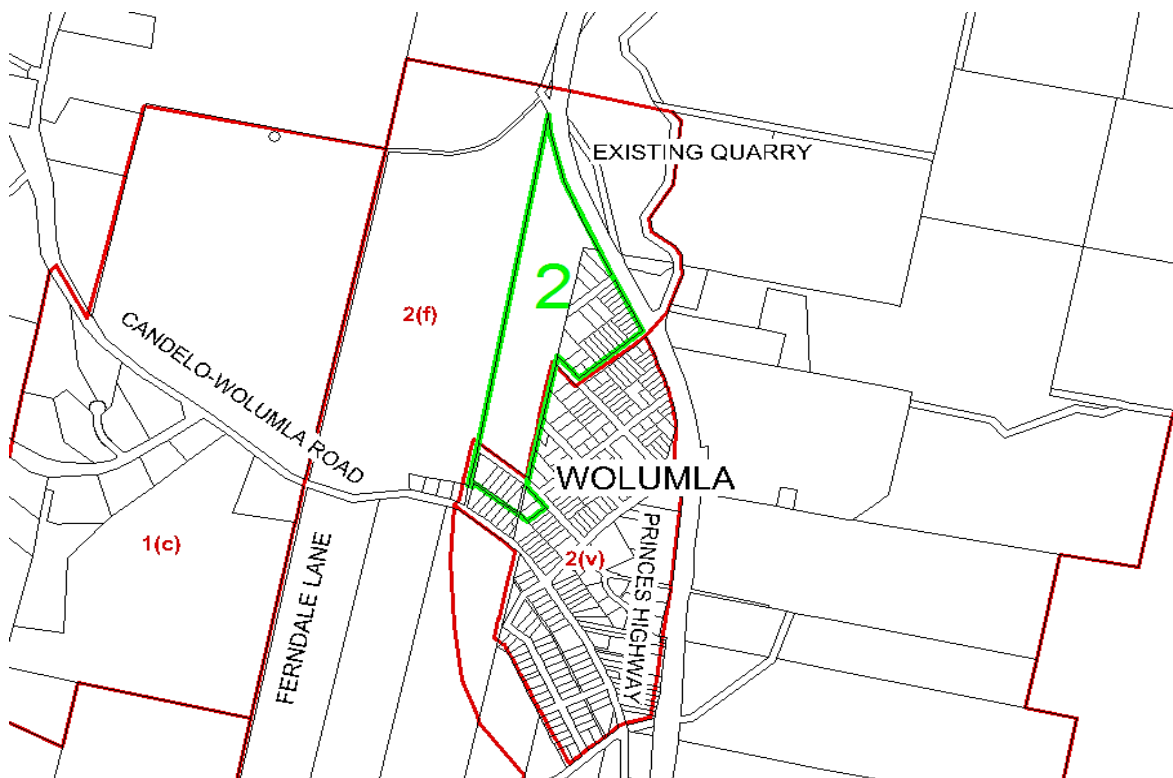 EXISTING QUARRY
2
2(f)
CANDELO-WOLUMLA ROAD
WOLUMLA
1(c)
2(v)
FERNDALE LANE
PRINCES HIGHWAY